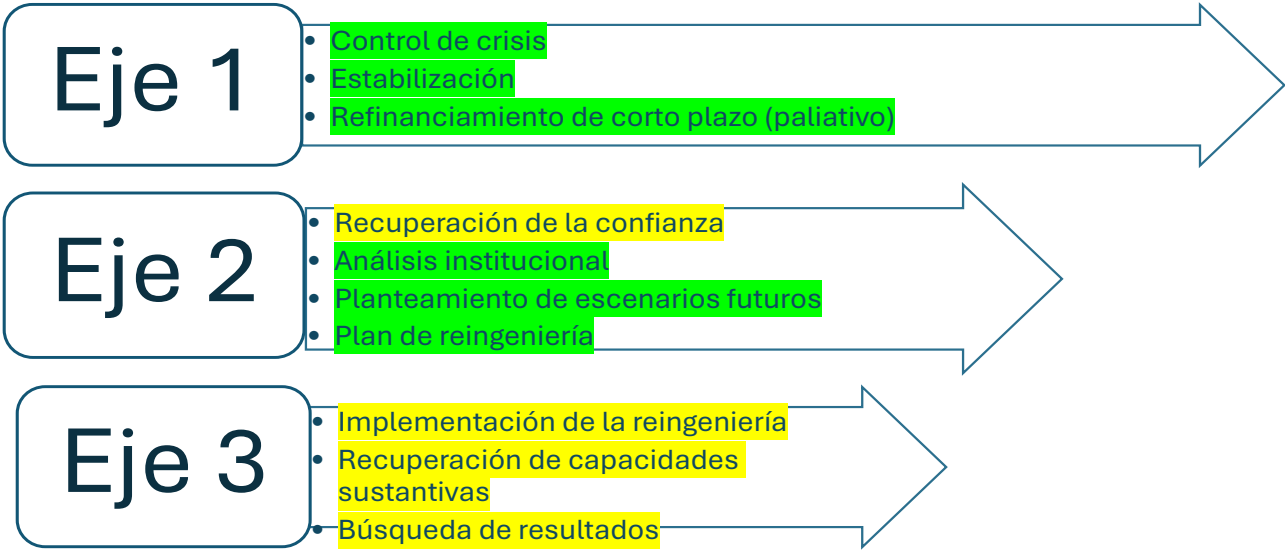 Eje 1
• Control de crisis
• Estabilización
• Refinanciamiento de corto plazo (paliativo)
Eje 2
• Recuperación de la confianza
• Análisis institucional
• Planteamiento de escenarios futuros
• Plan de reingeniería
Eje 3
• Implementación de la reingeniería
• Recuperación de capacidades
sustantivas
• Búsqueda de resultados